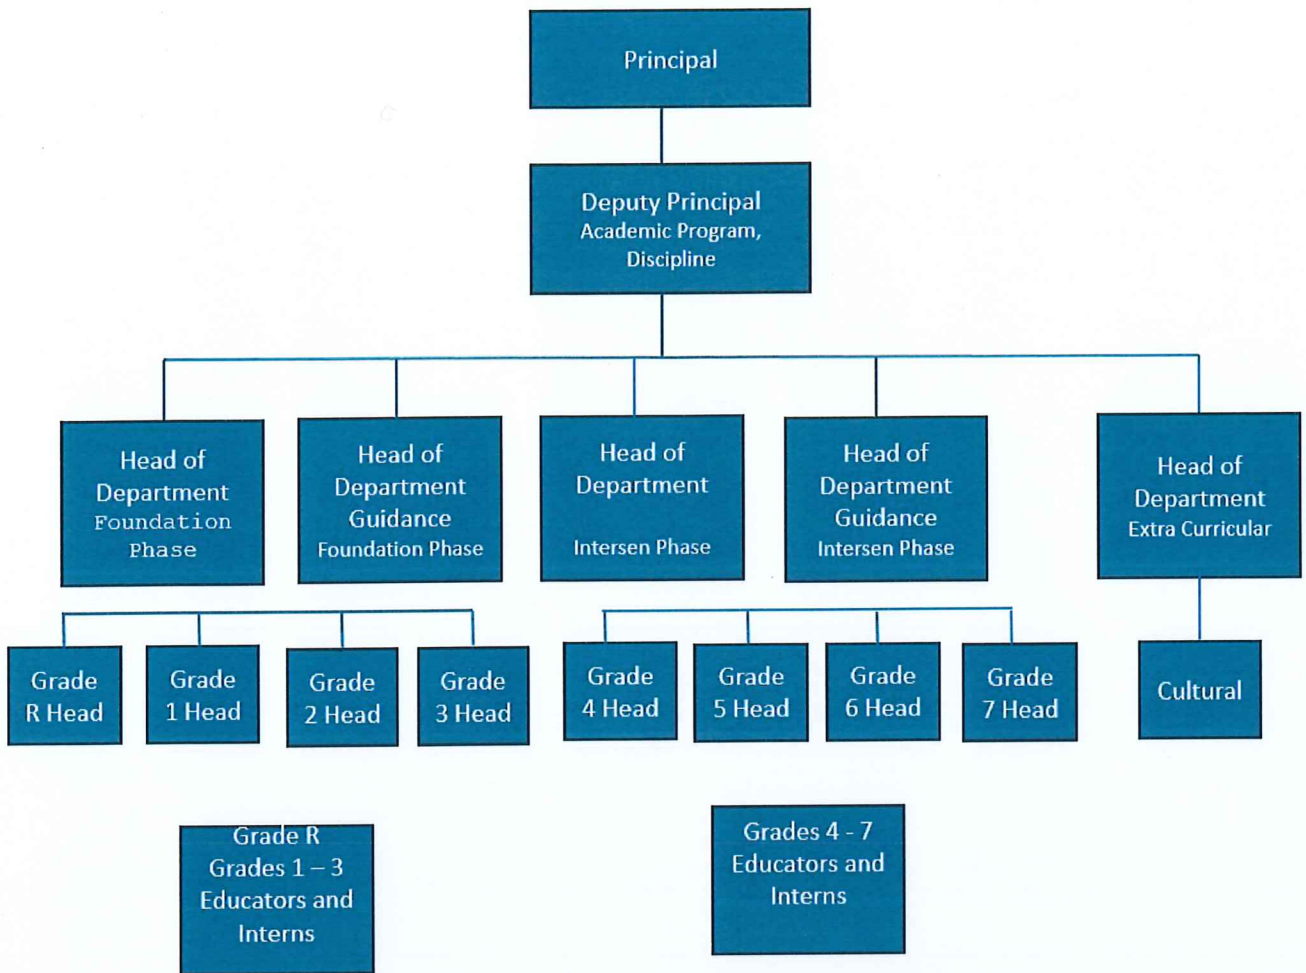 Principal
Deputy Principal
Academic Program,
Discipline
Head of
Department
Foundation
Phase
Head of
Department
Guidance
Foundation Phase
Head of
Department
Intersen Phase
Head of
Department
Guidance
Intersen Phase
Head of
Department
Extra Curricular
Grade
R Head
Grade
1 Head
Grade
2 Head
Grade
3 Head
Grade
4 Head
Grade
5 Head
Grade
6 Head
Grade
7 Head
Cultural
Grade R
Grades 1 – 3
Educators and
Interns
Grades 4 - 7
Educators and
Interns